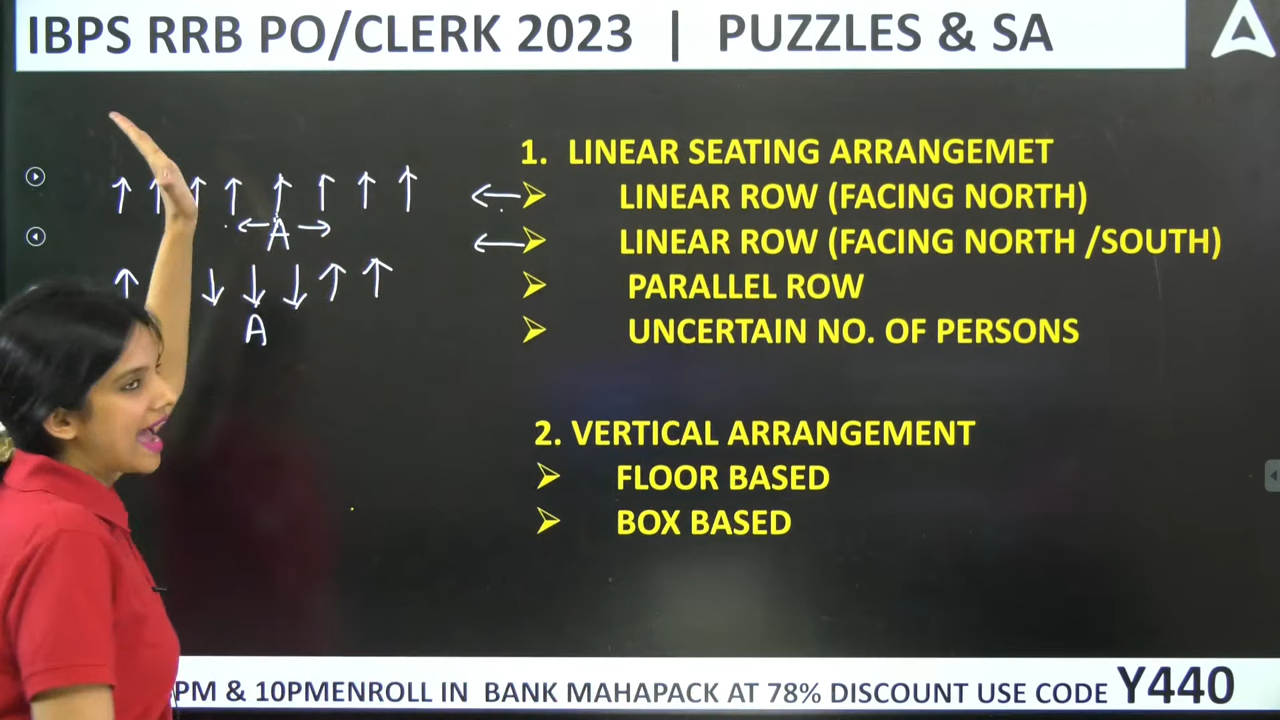 IBPS RRB PO/CLERK 2023 | PUZZLES & SA
1. LINEAR SEATING ARRANGEMET
LINEAR ROW (FACING NORTH)
A
LINEAR ROW (FACING NORTH /SOUTH)
PARALLEL ROW
A
UNCERTAIN NO. OF PERSONS
2. VERTICAL ARRANGEMENT
FLOOR BASED
BOX BASED
PM & 10PMENROLL IN BANK MAHAPACK AT 78% DISCOUNT USE CODE Y440